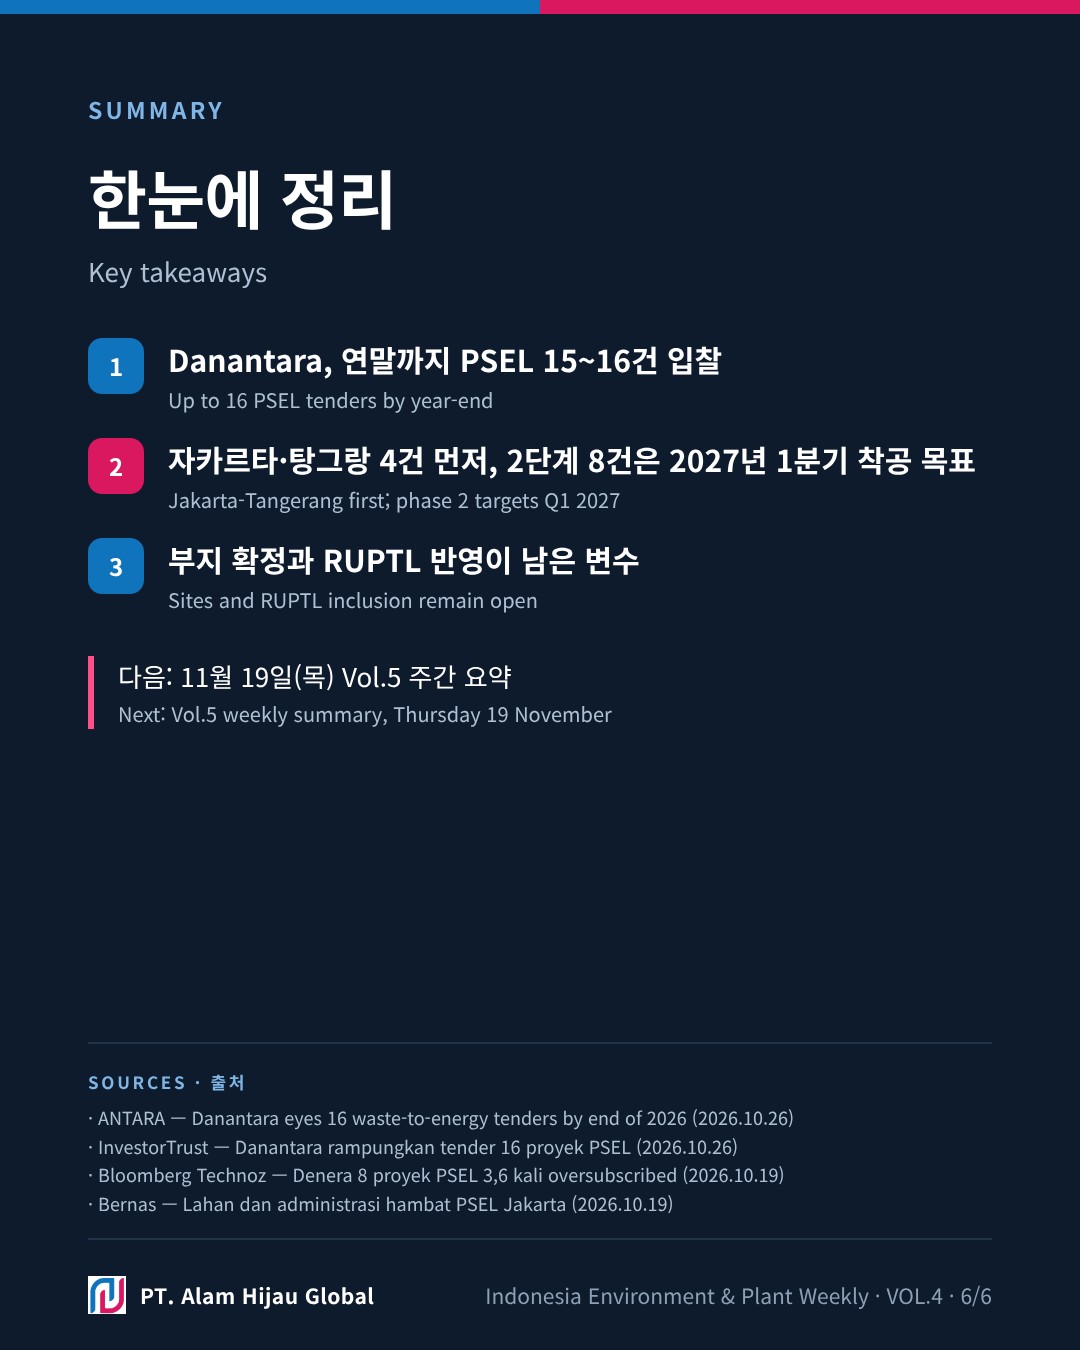 SUMMARY
한눈에 정리
Key takeaways
1
Danantara, 연말까지 PSEL 15~16건 입찰
Up to 16 PSEL tenders by year-end
2
자카르타·탕그랑 4건 먼저, 2단계 8건은 2027년 1분기 착공 목표
Jakarta-Tangerang first; phase 2 targets Q1 2027
3
부지 확정과 RUPTL 반영이 남은 변수
Sites and RUPTL inclusion remain open
다음: 11월 19일(목) Vol.5 주간 요약
Next: Vol.5 weekly summary, Thursday 19 November
SOURCES · 출처
· ANTARA — Danantara eyes 16 waste-to-energy tenders by end of 2026 (2026.10.26)
· InvestorTrust — Danantara rampungkan tender 16 proyek PSEL (2026.10.26)
· Bloomberg Technoz — Denera 8 proyek PSEL 3,6 kali oversubscribed (2026.10.19)
· Bernas — Lahan dan administrasi hambat PSEL Jakarta (2026.10.19)
PT. Alam Hijau Global
Indonesia Environment & Plant Weekly · VOL.4 · 6/6